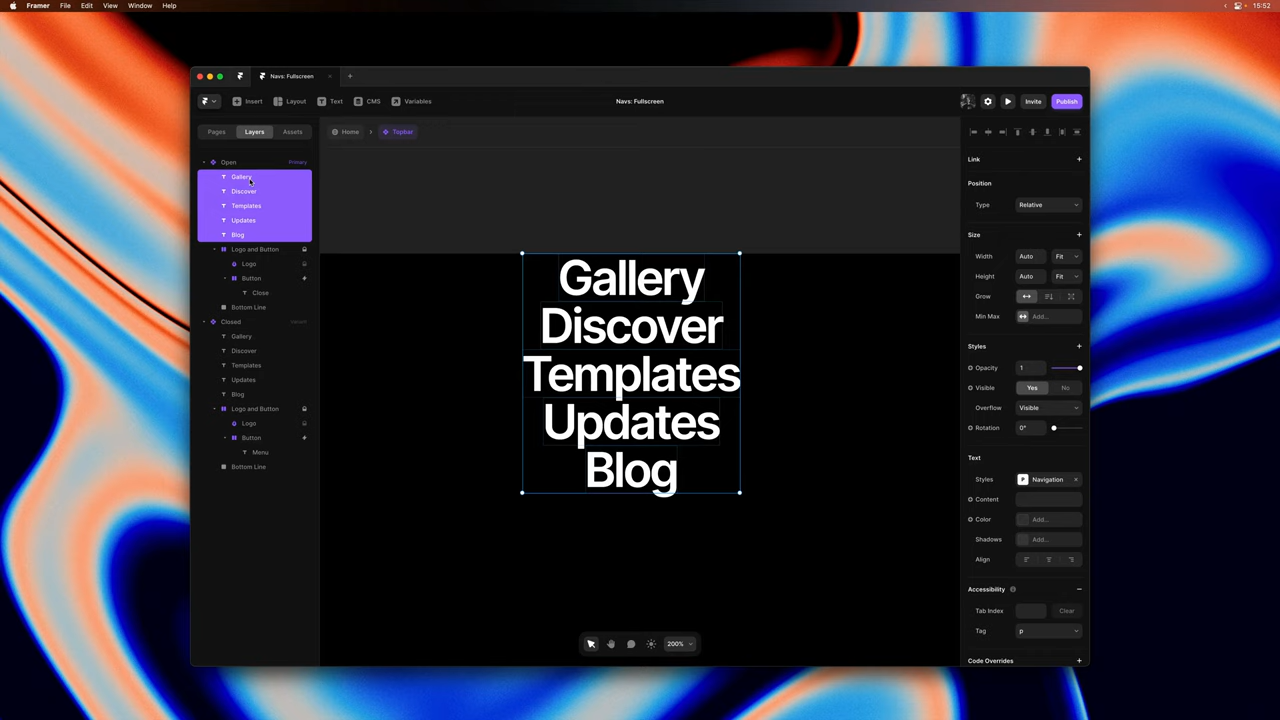 Framer File Edit View Window Help 15:52
Navs: Fullscreen
Insert Layout Text CMS Variables Navs: Fullscreen Invite Publish
Pages Layers Assets Home Topbar
Link
Position
Type Relative
Size
Width Auto Fit
Height Auto Fit
Grow
Min Max Add...
Styles
Opacity 1
Visible Yes No
Overflow Visible
Rotation 0°
Text
Styles Navigation
Content
Color Add...
Shadows Add...
Align
Accessibility
Tab Index Clear
Tag p
Code Overrides
Open Primary
Gallery
Discover
Templates
Updates
Blog
Logo and Button
Logo
Button
Close
Bottom Line
Closed Variant
Gallery
Discover
Templates
Updates
Blog
Logo and Button
Logo
Button
Menu
Bottom Line
Gallery
Discover
Templates
Updates
Blog
200%